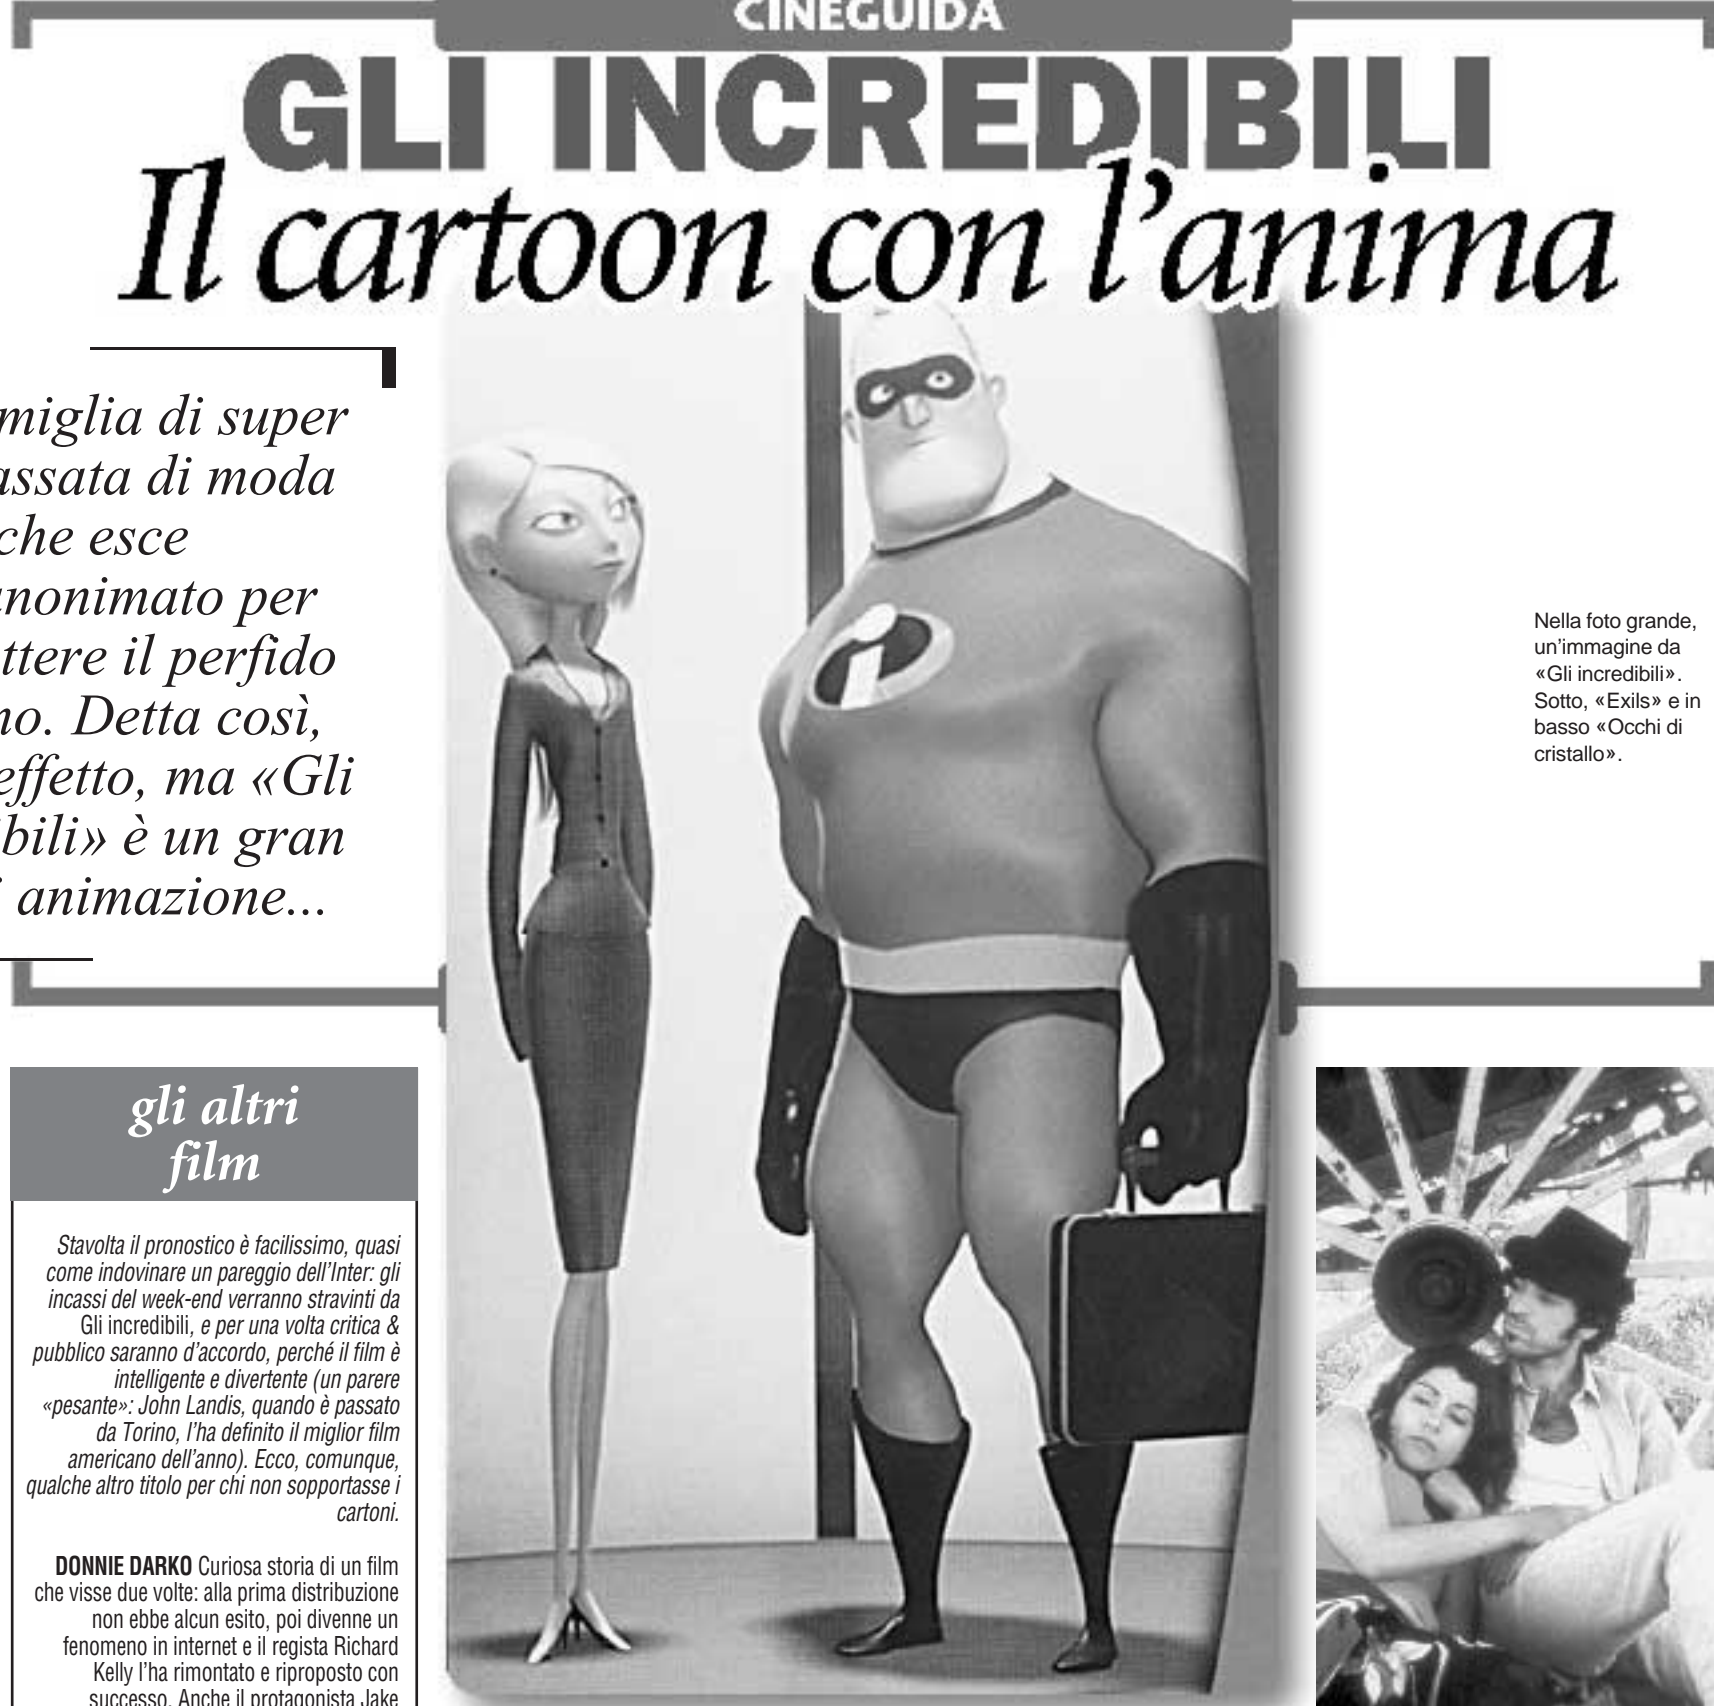 CINEGUIDA
GLI INCREDIBILI
Il cartoon con l'anima
miglia di super
assata di moda
che esce
anonimato per
ttere il perfido
no. Detta così,
effetto, ma «Gli
bili» è un gran
animazione...
Nella foto grande,
un'immagine da
«Gli incredibili».
Sotto, «Exils» e in
basso «Occhi di
cristallo».
gli altri
film
Stavolta il pronostico è facilissimo, quasi
come indovinare un pareggio dell'Inter: gli
incassi del week-end verranno stravinti da
Gli incredibili, e per una volta critica &
pubblico saranno d'accordo, perché il film è
intelligente e divertente (un parere
«pesante»: John Landis, quando è passato
da Torino, l'ha definito il miglior film
americano dell'anno). Ecco, comunque,
qualche altro titolo per chi non sopportasse i
cartoni.
DONNIE DARKO Curiosa storia di un film
che visse due volte: alla prima distribuzione
non ebbe alcun esito, poi divenne un
fenomeno in internet e il regista Richard
Kelly l'ha rimontato e riproposto con
successo. Anche il protagonista Jake